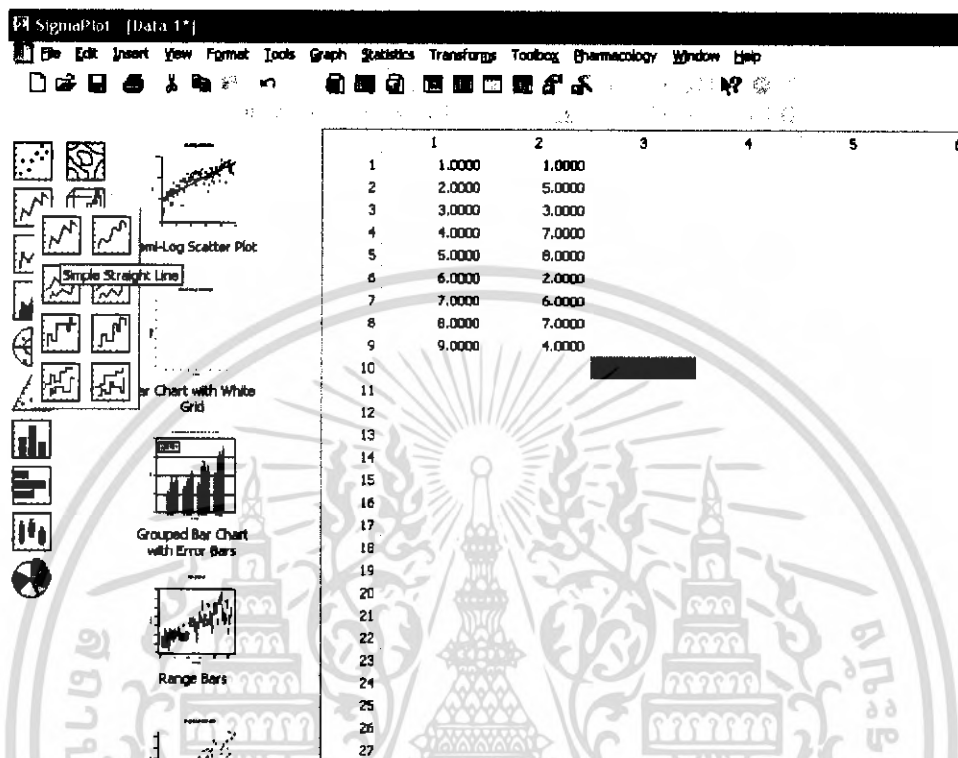 SigmaPlot - [Data 1*]
File Edit Insert View Format Tools Graph Statistics Transforms Toolbox Pharmacology Window Help
1 2 3 4 5 6
1 1.0000 1.0000
2 2.0000 5.0000
3 3.0000 3.0000
4 4.0000 7.0000
5 5.0000 8.0000
6 6.0000 2.0000
7 7.0000 6.0000
8 8.0000 7.0000
9 9.0000 4.0000
10
11
12
13
14
15
16
17
18
19
20
21
22
23
24
25
26
27
emi-Log Scatter Plot
Simple Straight Line
ar Chart with White
Grid
Grouped Bar Chart
with Error Bars
Range Bars